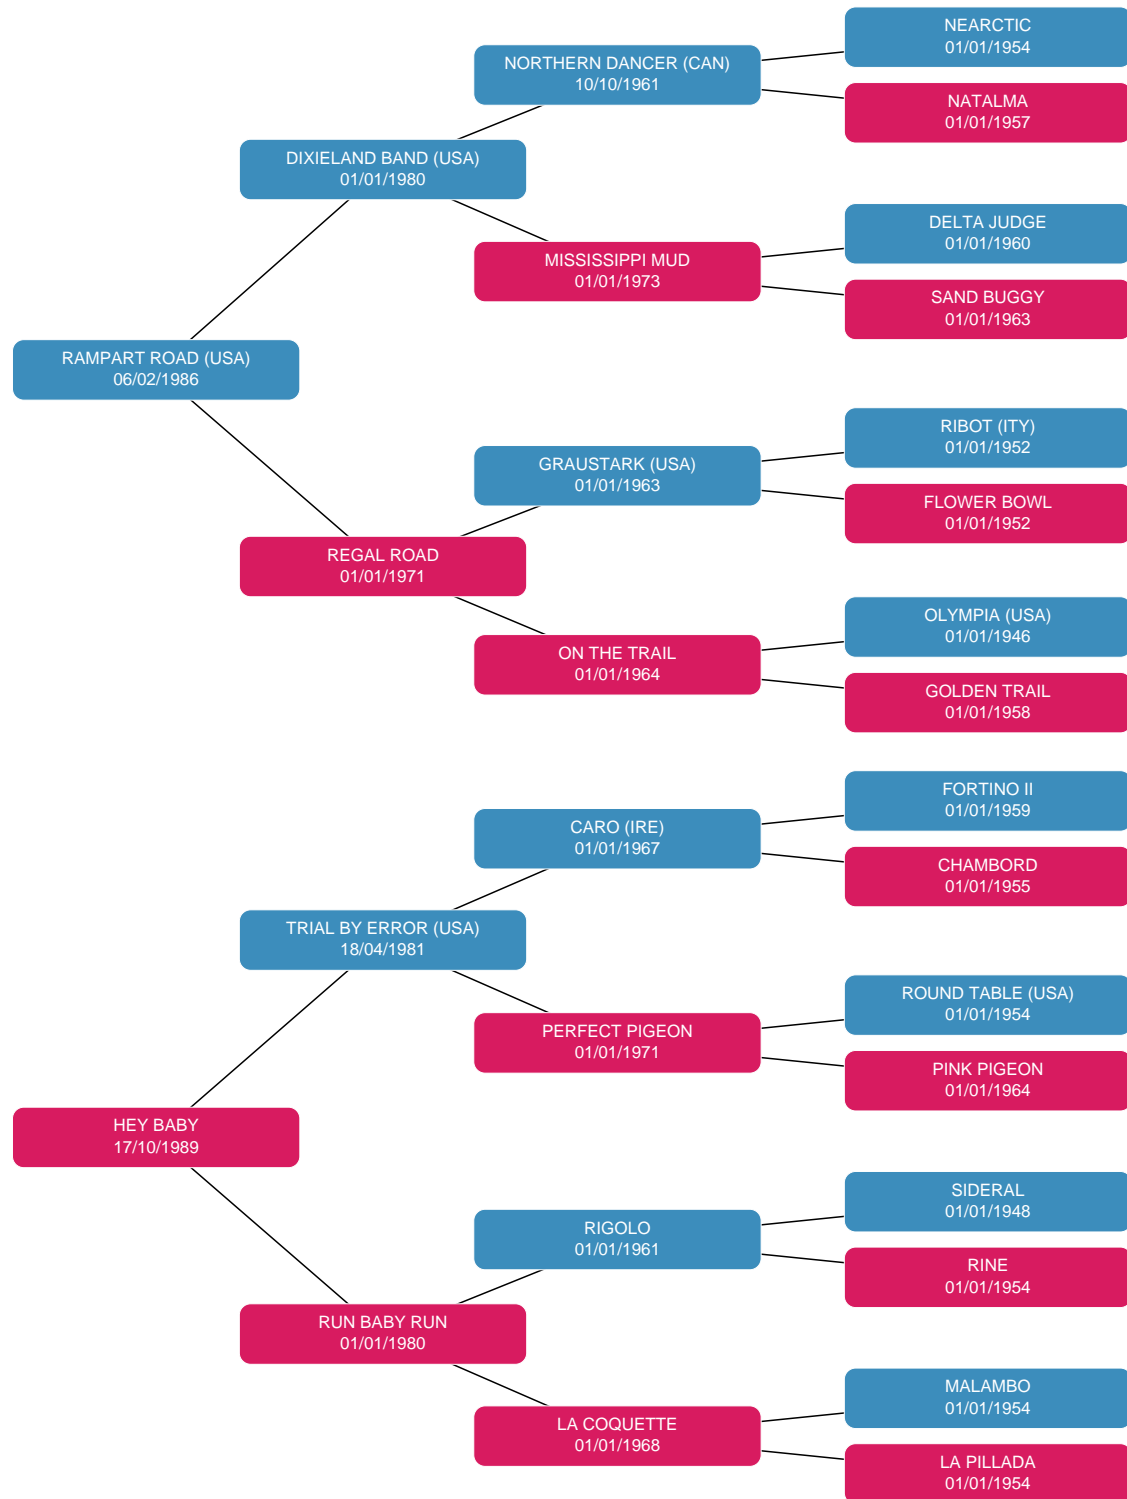 NEARCTIC
01/01/1954
NORTHERN DANCER (CAN)
10/10/1961
NATALMA
01/01/1957
DIXIELAND BAND (USA)
01/01/1980
DELTA JUDGE
01/01/1960
MISSISSIPPI MUD
01/01/1973
SAND BUGGY
01/01/1963
RAMPART ROAD (USA)
06/02/1986
RIBOT (ITY)
01/01/1952
GRAUSTARK (USA)
01/01/1963
FLOWER BOWL
01/01/1952
REGAL ROAD
01/01/1971
OLYMPIA (USA)
01/01/1946
ON THE TRAIL
01/01/1964
GOLDEN TRAIL
01/01/1958
FORTINO II
01/01/1959
CARO (IRE)
01/01/1967
CHAMBORD
01/01/1955
TRIAL BY ERROR (USA)
18/04/1981
ROUND TABLE (USA)
01/01/1954
PERFECT PIGEON
01/01/1971
PINK PIGEON
01/01/1964
HEY BABY
17/10/1989
SIDERAL
01/01/1948
RIGOLO
01/01/1961
RINE
01/01/1954
RUN BABY RUN
01/01/1980
MALAMBO
01/01/1954
LA COQUETTE
01/01/1968
LA PILLADA
01/01/1954